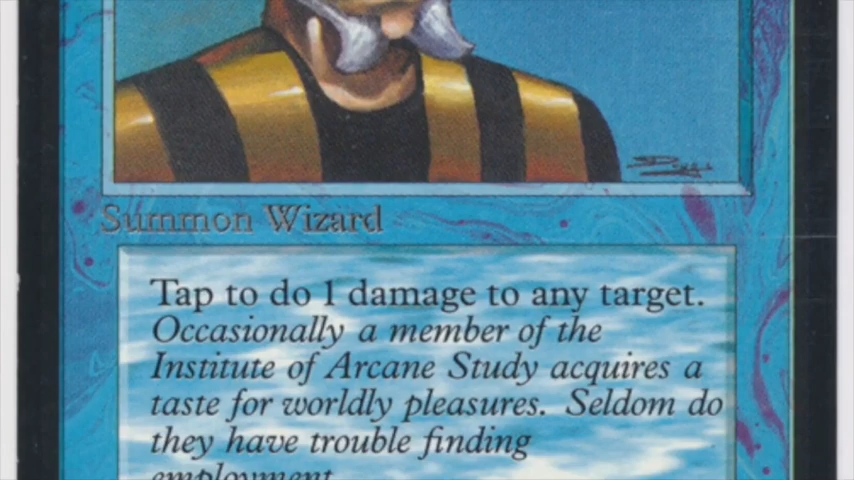 Summon Wizard
Tap to do 1 damage to any target.
Occasionally a member of the
Institute of Arcane Study acquires a
taste for worldly pleasures. Seldom do
they have trouble finding
employment.